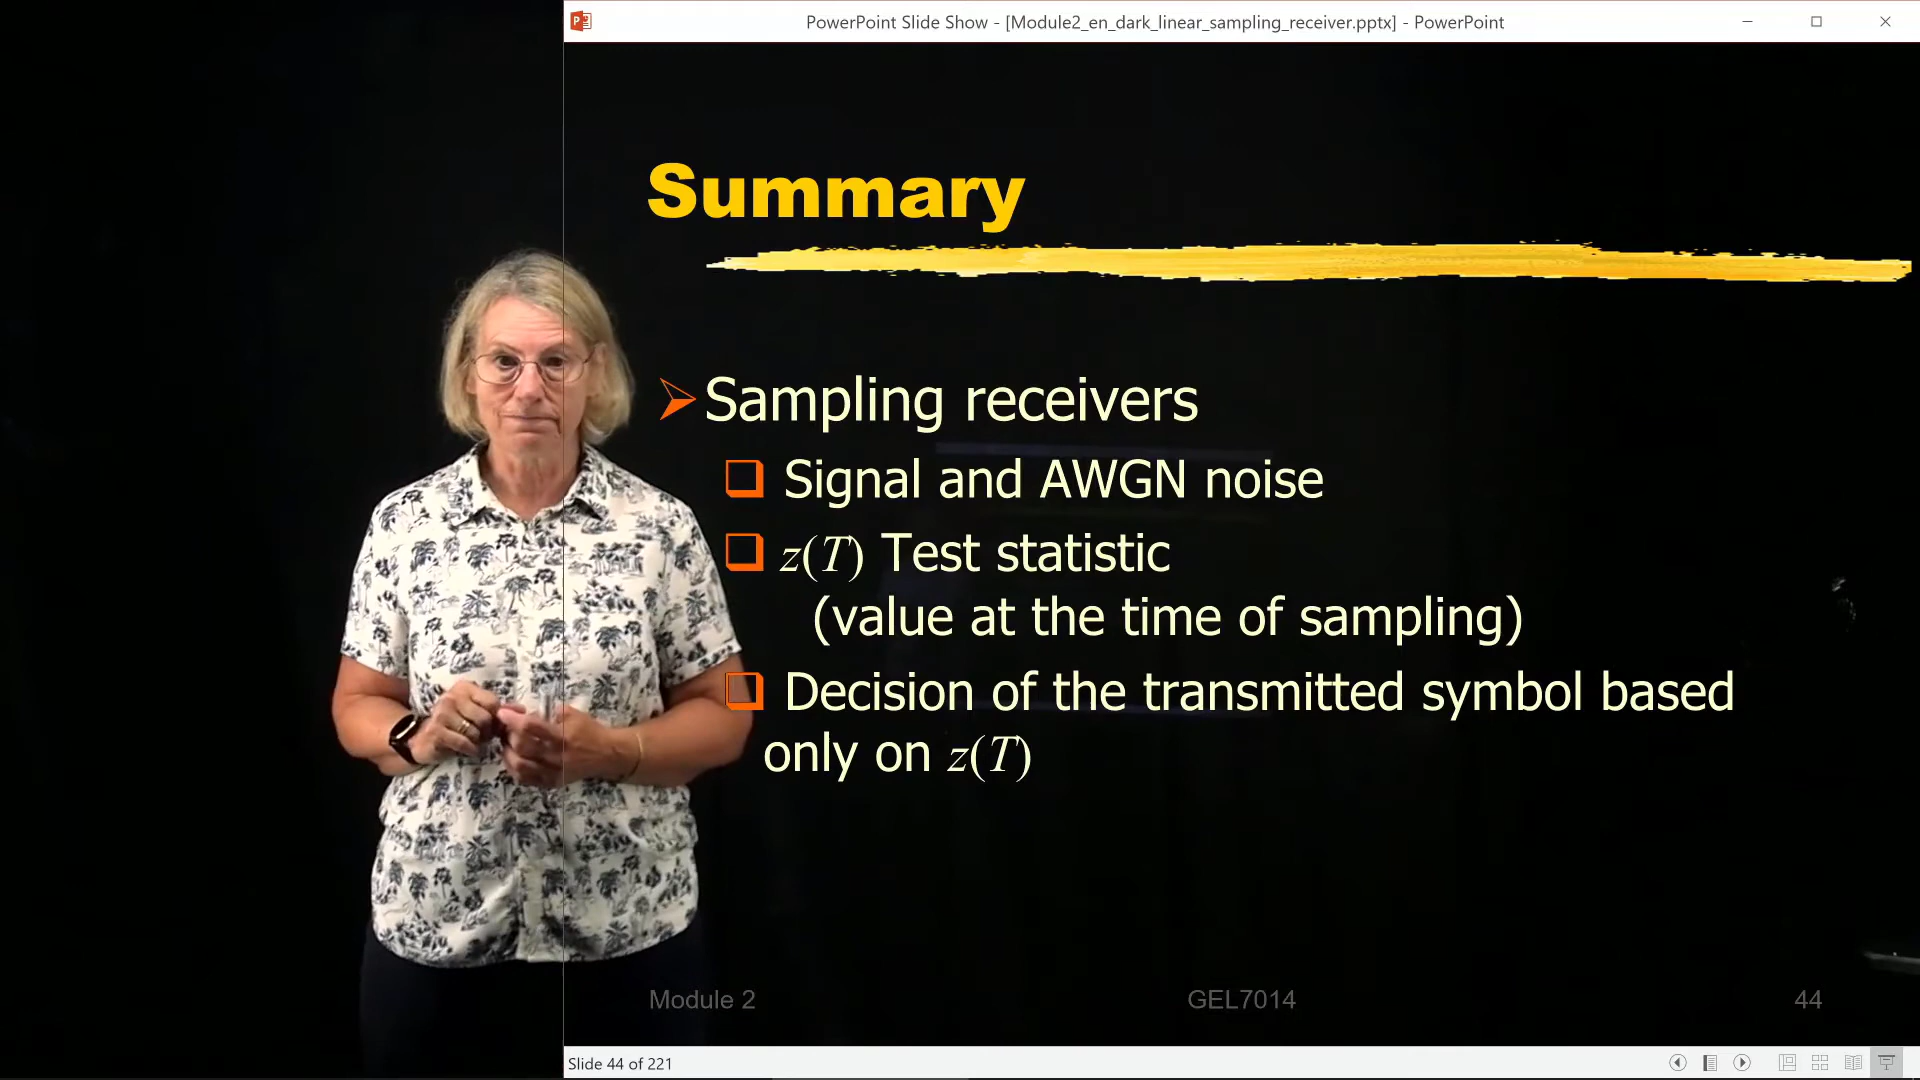 PowerPoint Slide Show - [Module2_en_dark_linear_sampling_receiver.pptx] - PowerPoint
Summary
Sampling receivers
Signal and AWGN noise
z(T) Test statistic
(value at the time of sampling)
Decision of the transmitted symbol based
only on z(T)
Module 2
GEL7014
44
Slide 44 of 221